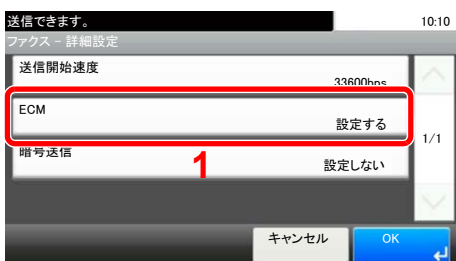 送信できます。
10:10
ファクス - 詳細設定
送信開始速度
33600bps
ECM
設定する
1/1
暗号送信
1
設定しない
キャンセル
OK